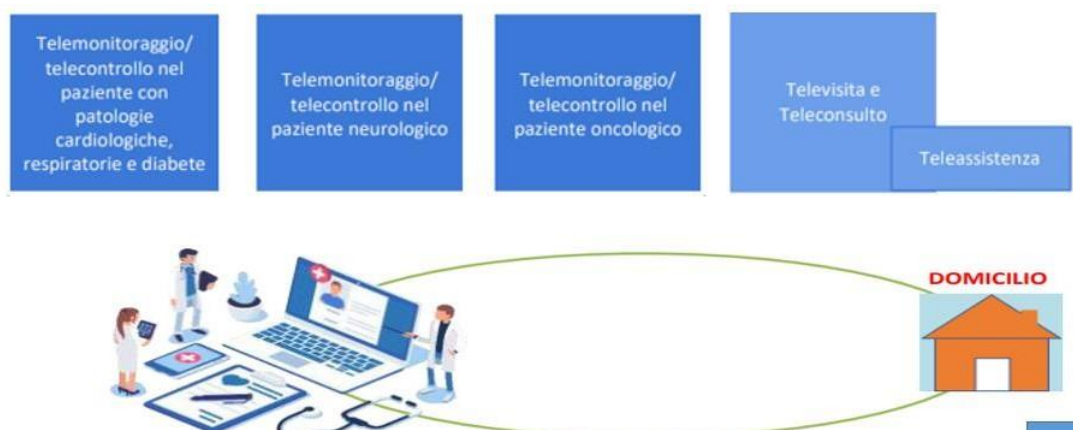 Telemonitoraggio/
telecontrollo nel
paziente con
patologie
cardiologiche,
respiratorie e diabete
Telemonitoraggio/
telecontrollo nel
paziente neurologico
Telemonitoraggio/
telecontrollo nel
paziente oncologico
Televisita e
Teleconsulto
Teleassistenza
DOMICILIO